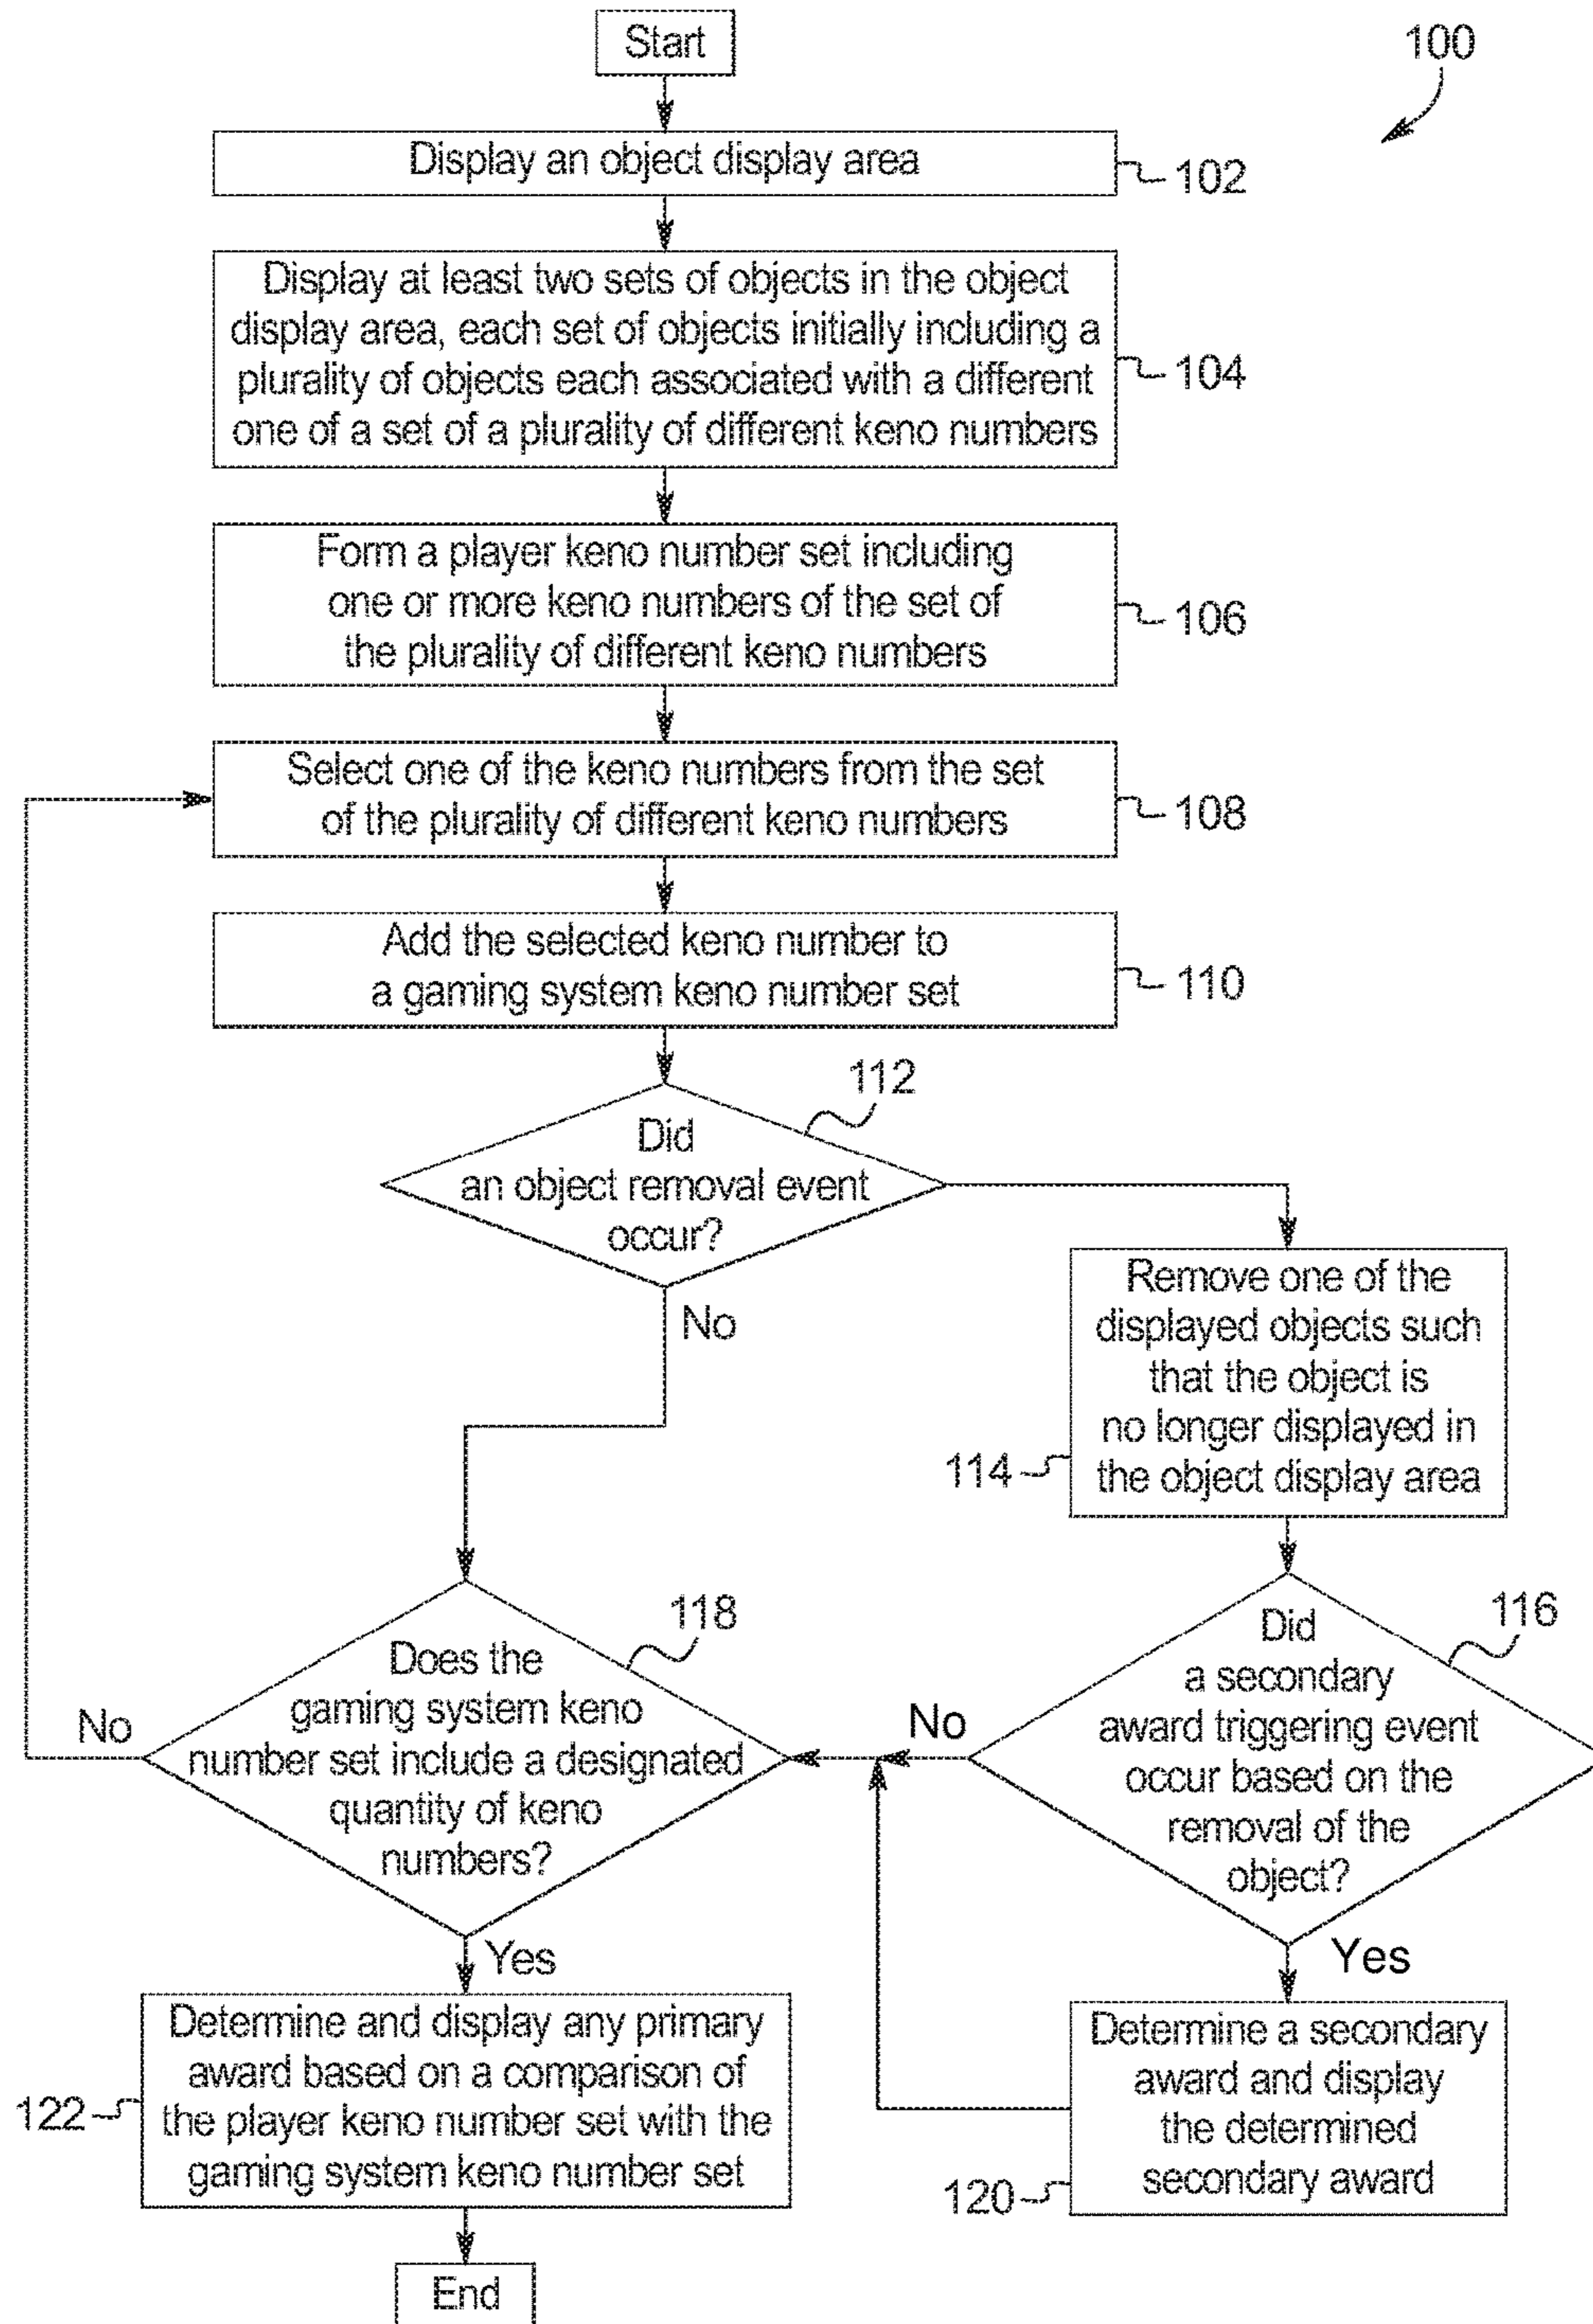 Start
100
Display an object display area
102
Display at least two sets of objects in the object
display area, each set of objects initially including a
plurality of objects each associated with a different
one of a set of a plurality of different keno numbers
104
Form a player keno number set including
one or more keno numbers of the set of
the plurality of different keno numbers
106
Select one of the keno numbers from the set
of the plurality of different keno numbers
108
Add the selected keno number to
a gaming system keno number set
110
112
Did
an object removal event
occur?
No
Remove one of the
displayed objects such
that the object is
no longer displayed in
the object display area
114
118
Does the
gaming system keno
number set include a designated
quantity of keno
numbers?
No
116
Did
a secondary
award triggering event
occur based on the
removal of the
object?
No
Yes
Yes
Determine and display any primary
award based on a comparison of
the player keno number set with the
gaming system keno number set
122
Determine a secondary
award and display
the determined
secondary award
120
End